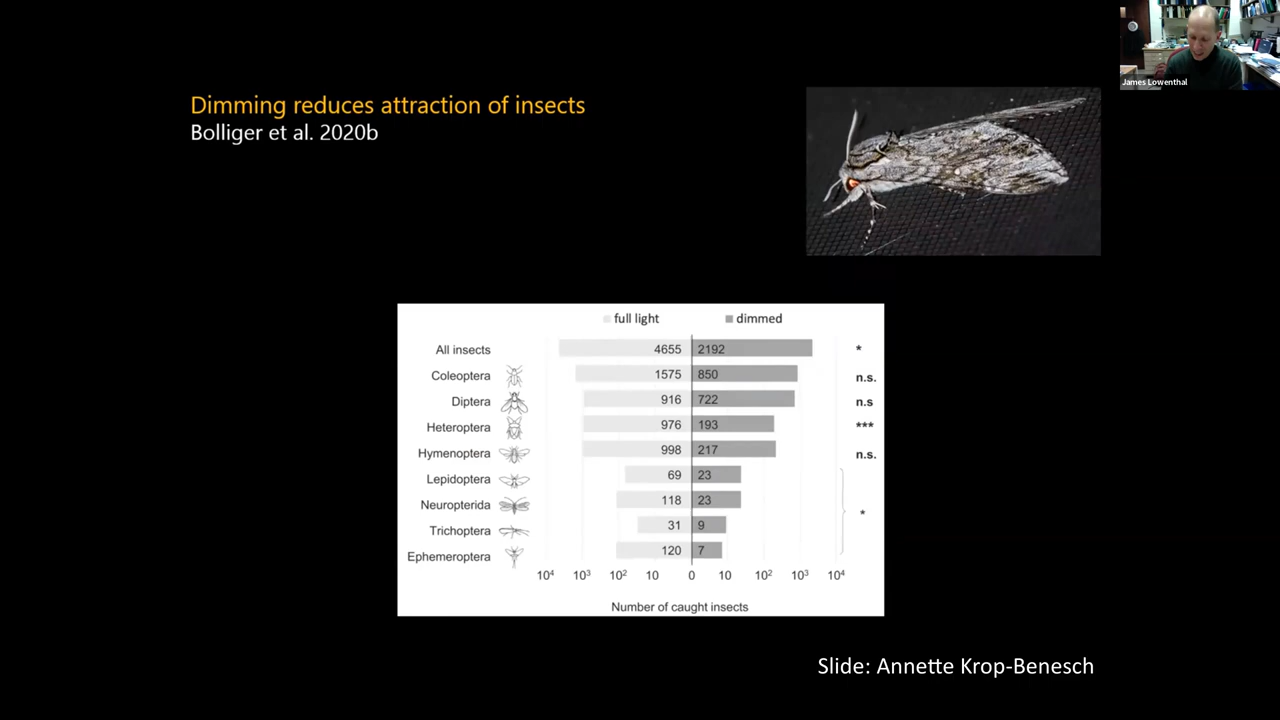 James Lowenthal
Dimming reduces attraction of insects
Bolliger et al. 2020b
full light dimmed
All insects 4655 2192 *
Coleoptera 1575 850 n.s.
Diptera 916 722 n.s
Heteroptera 976 193 ***
Hymenoptera 998 217 n.s.
Lepidoptera 69 23
Neuropterida 118 23
*
Trichoptera 31 9
Ephemeroptera 120 7
10⁴ 10³ 10² 10 0 10 10² 10³ 10⁴
Number of caught insects
Slide: Annette Krop-Benesch